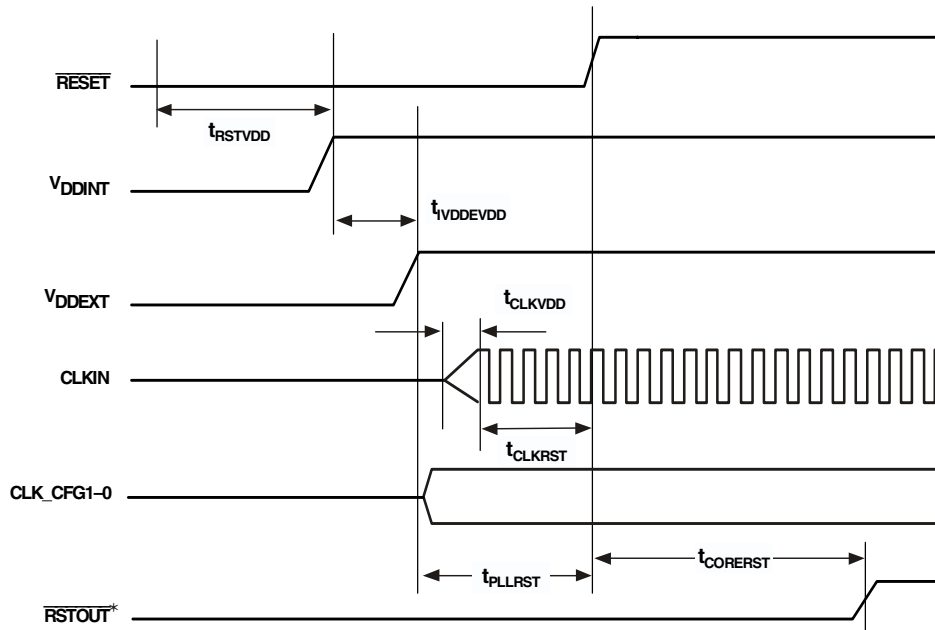 RESET
tRSTVDD
VDDINT
tIVDDEVDD
VDDEXT
tCLKVDD
CLKIN
tCLKRST
CLK_CFG1–0
tPLLRST
tCORERST
RSTOUT*